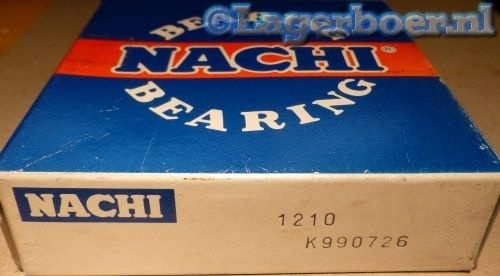 ©Lagerboer.nl
NACHI®
BEARING
NACHI
1210
K990726